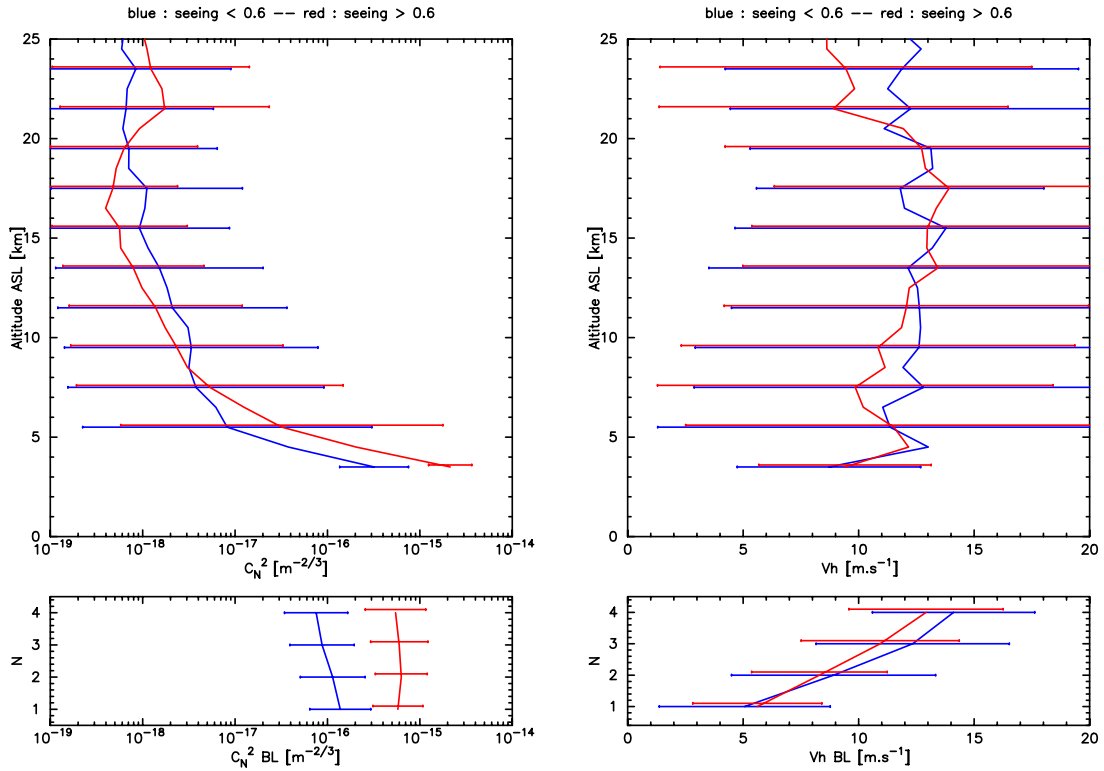 blue : seeing < 0.6 −− red : seeing > 0.6
25
20
15
10
5
0
Altitude ASL [km]
10−19 10−18 10−17 10−16 10−15 10−14
CN2 [m−2/3]
blue : seeing < 0.6 −− red : seeing > 0.6
25
20
15
10
5
0
Altitude ASL [km]
0 5 10 15 20
Vh [m.s−1]
4
3
2
1
N
10−19 10−18 10−17 10−16 10−15 10−14
CN2 BL [m−2/3]
4
3
2
1
N
0 5 10 15 20
Vh BL [m.s−1]